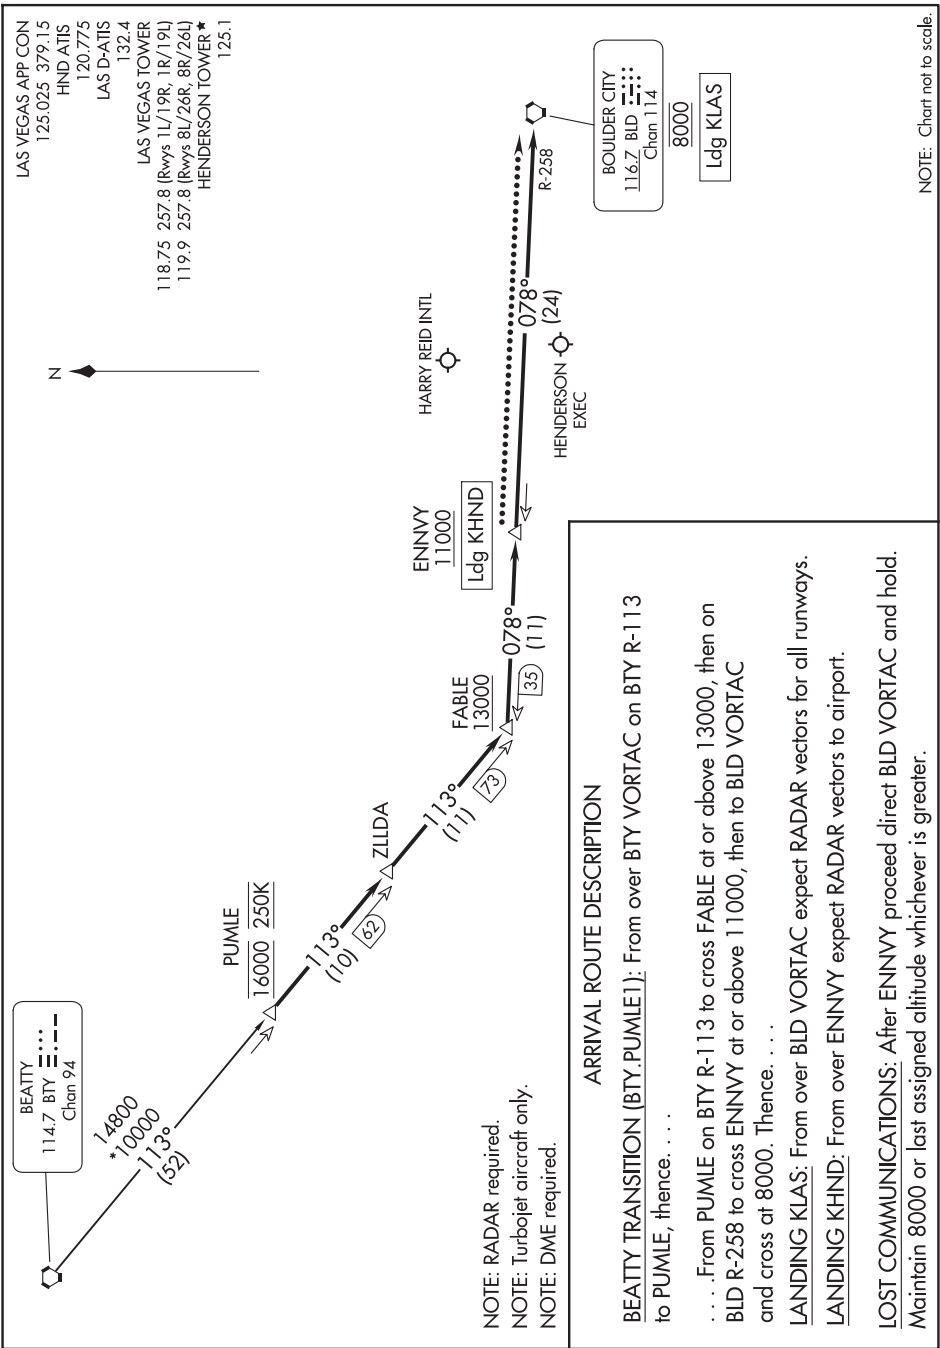 LAS VEGAS APP CON
125.025 379.15
HND ATIS
120.775
LAS D-ATIS
132.4
LAS VEGAS TOWER
118.75 257.8 (Rwys 1L/19R, 1R/19L)
119.9 257.8 (Rwys 8L/26R, 8R/26L)
HENDERSON TOWER ★
125.1
N
BEATTY
114.7 BTY
Chan 94
14800
*10000
113°
(52)
PUMLE
16000 250K
113°
(10)
62
ZLLDA
113°
(11)
73
FABLE
13000
078°
(11)
35
ENNVY
11000
Ldg KHND
HARRY REID INTL
HENDERSON
EXEC
078°
(24)
R-258
BOULDER CITY
116.7 BLD
Chan 114
8000
Ldg KLAS
NOTE: RADAR required.
NOTE: Turbojet aircraft only.
NOTE: DME required.
ARRIVAL ROUTE DESCRIPTION
BEATTY TRANSITION (BTY.PUMLE1): From over BTY VORTAC on BTY R-113
to PUMLE, thence. . . .
. . . .From PUMLE on BTY R-113 to cross FABLE at or above 13000, then on
BLD R-258 to cross ENNVY at or above 11000, then to BLD VORTAC
and cross at 8000. Thence. . . .
LANDING KLAS: From over BLD VORTAC expect RADAR vectors for all runways.
LANDING KHND: From over ENNVY expect RADAR vectors to airport.
LOST COMMUNICATIONS: After ENNVY proceed direct BLD VORTAC and hold.
Maintain 8000 or last assigned altitude whichever is greater.
NOTE: Chart not to scale.